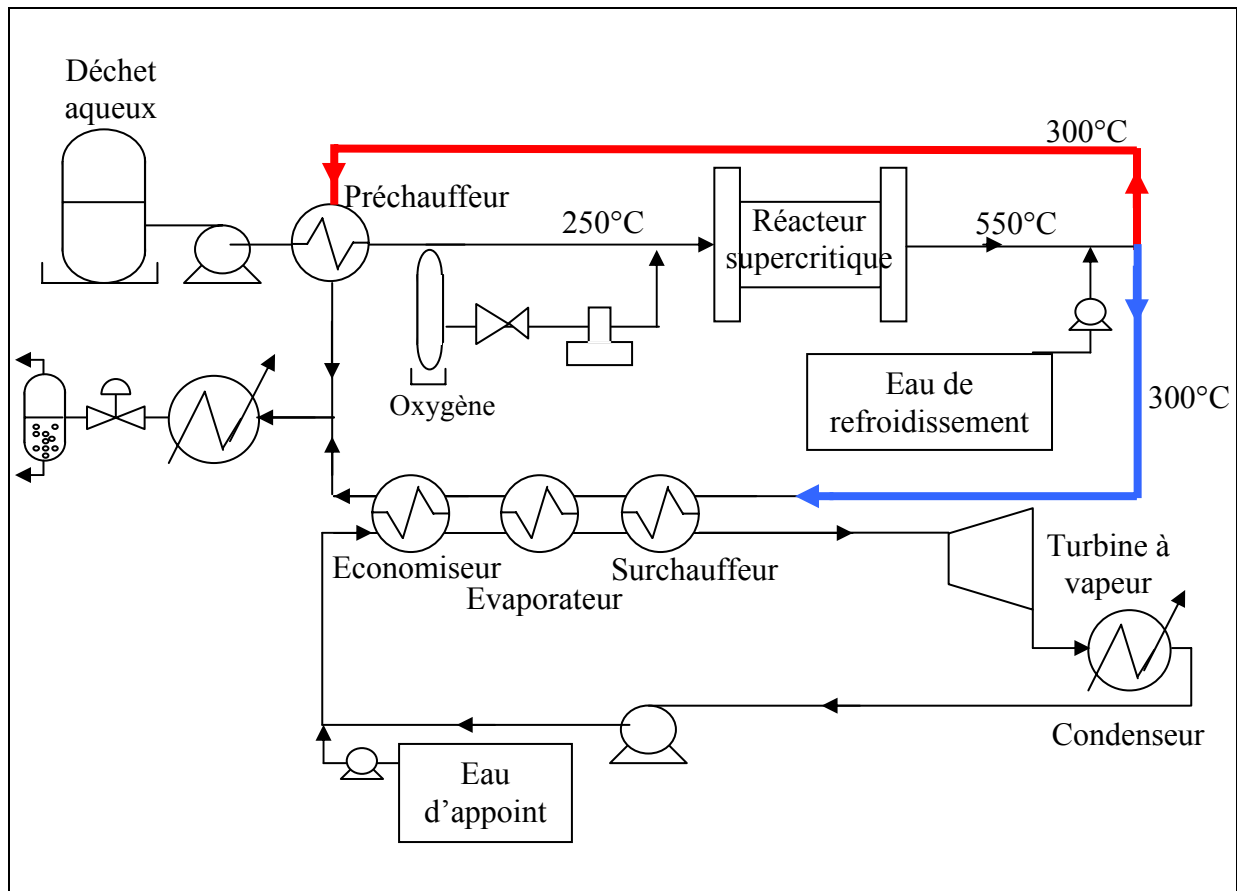 Déchet
aqueux
300°C
Préchauffeur
250°C
Réacteur
supercritique
550°C
Oxygène
Eau de
refroidissement
300°C
Economiseur
Evaporateur
Surchauffeur
Turbine à
vapeur
Condenseur
Eau
d’appoint